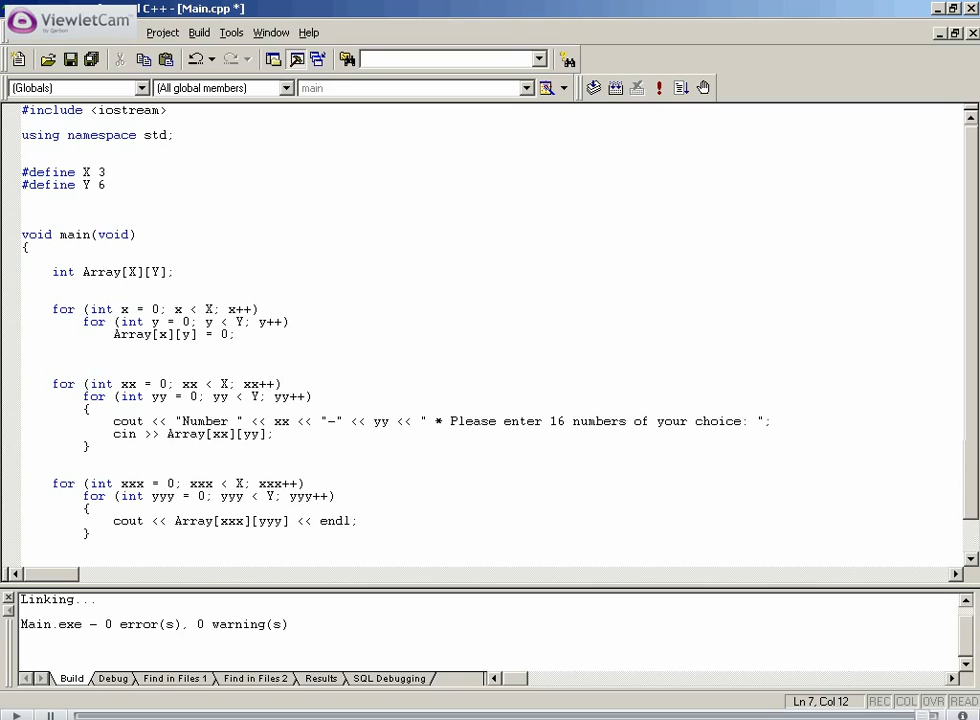 C++ - [Main.cpp *]
ViewletCam™
by Qarbon
Project Build Tools Window Help
(Globals) (All global members) main
#include <iostream>
using namespace std;
#define X 3
#define Y 6
void main(void)
{
int Array[X][Y];
for (int x = 0; x < X; x++)
for (int y = 0; y < Y; y++)
Array[x][y] = 0;
for (int xx = 0; xx < X; xx++)
for (int yy = 0; yy < Y; yy++)
{
cout << "Number " << xx << "-" << yy << " * Please enter 16 numbers of your choice: ";
cin >> Array[xx][yy];
}
for (int xxx = 0; xxx < X; xxx++)
for (int yyy = 0; yyy < Y; yyy++)
{
cout << Array[xxx][yyy] << endl;
}
Linking...
Main.exe - 0 error(s), 0 warning(s)
Build Debug Find in Files 1 Find in Files 2 Results SQL Debugging
Ln 7, Col 12 REC COL OVR READ